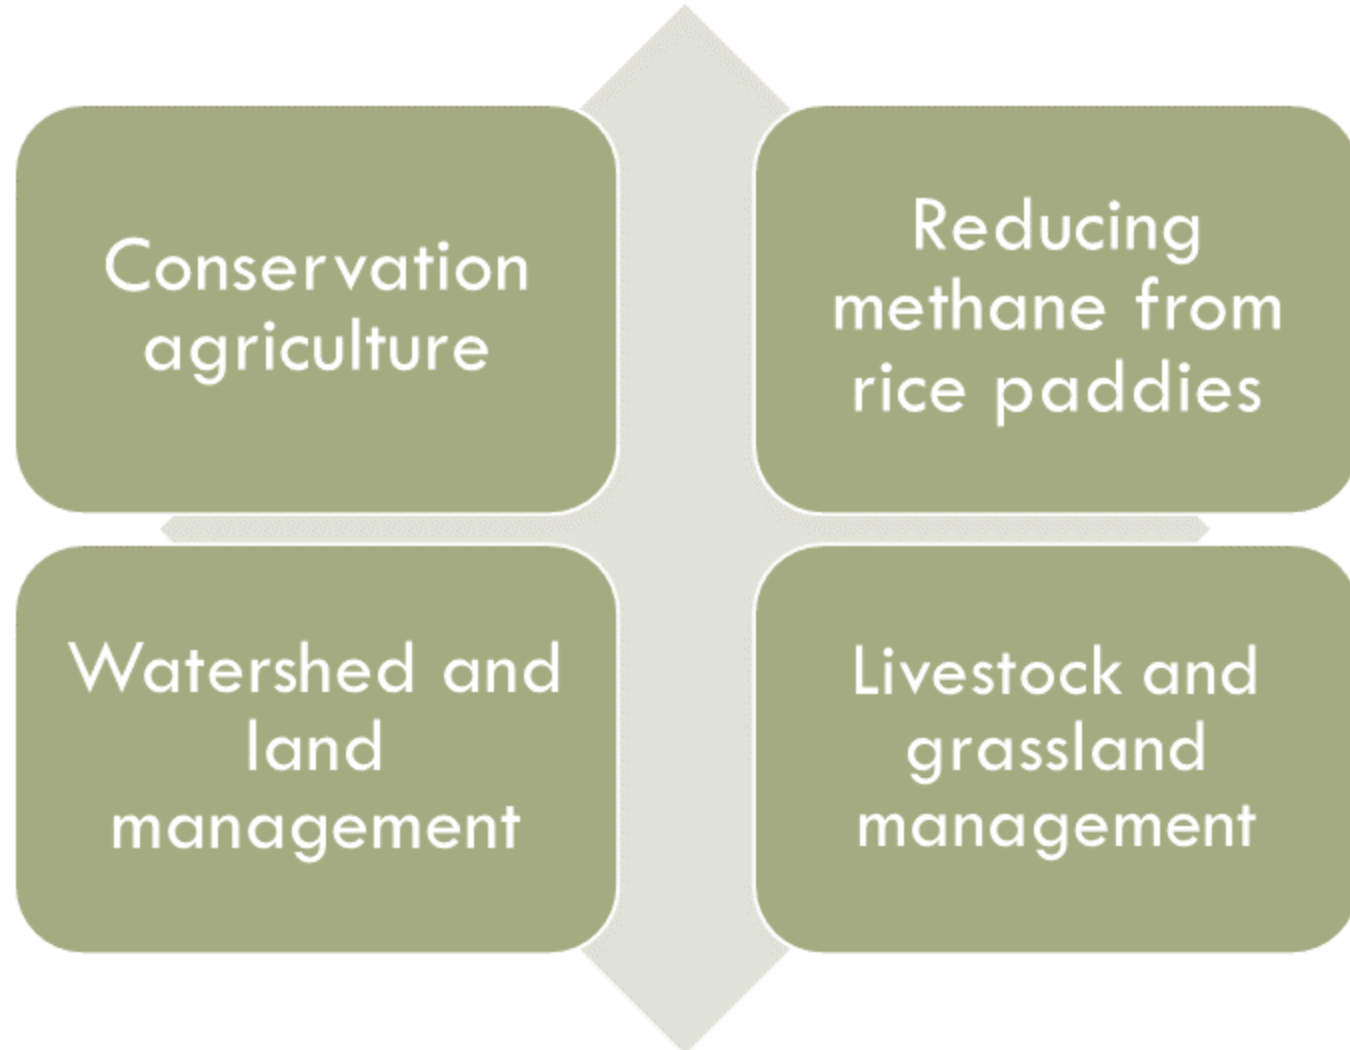 Conservation
agriculture
Reducing
methane from
rice paddies
Watershed and
land
management
Livestock and
grassland
management